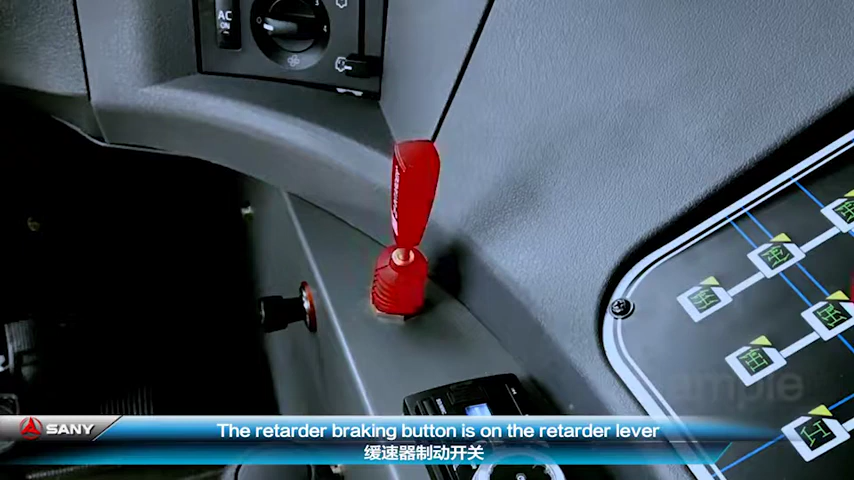 AC
ON
SANY
The retarder braking button is on the retarder lever
缓速器制动开关